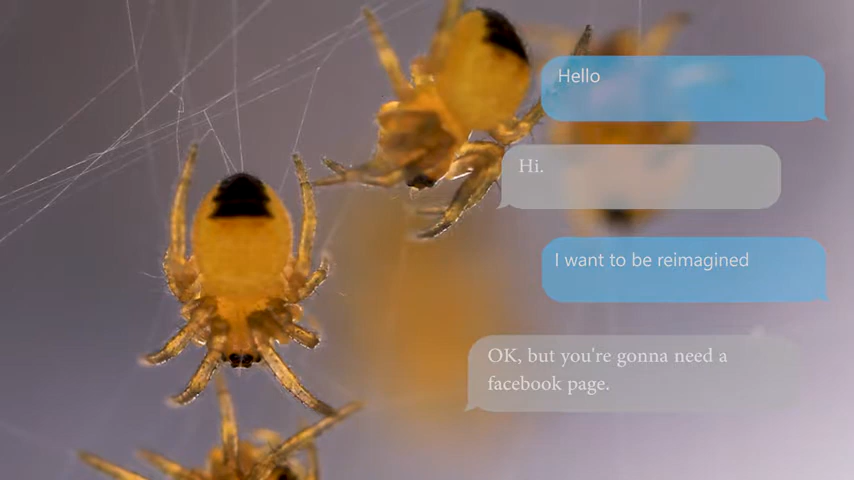 Hello
Hi.
I want to be reimagined
OK, but you're gonna need a
facebook page.